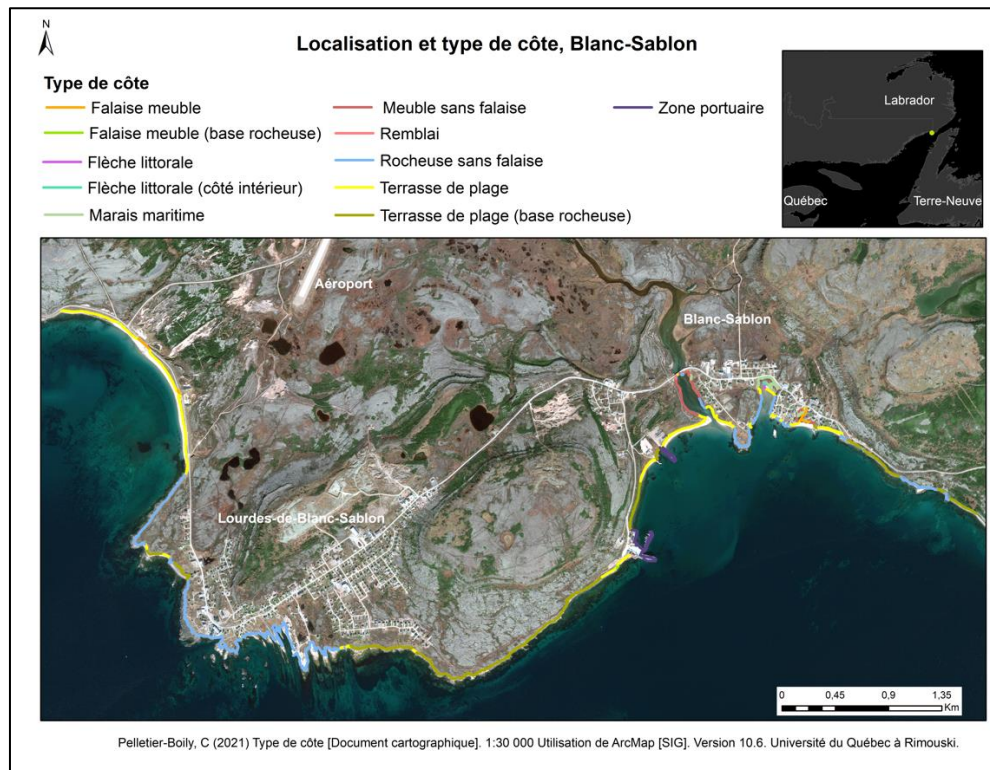 N
Localisation et type de côte, Blanc-Sablon
Type de côte
Falaise meuble
Falaise meuble (base rocheuse)
Flèche littorale
Flèche littorale (côté intérieur)
Marais maritime
Meuble sans falaise
Remblai
Rocheuse sans falaise
Terrasse de plage
Terrasse de plage (base rocheuse)
Zone portuaire
Labrador
Québec
Terre-Neuve
Aéroport
Blanc-Sablon
Lourdes-de-Blanc-Sablon
0 0,45 0,9 1,35
Km
Pelletier-Boily, C (2021) Type de côte [Document cartographique]. 1:30 000 Utilisation de ArcMap [SIG]. Version 10.6. Université du Québec à Rimouski.